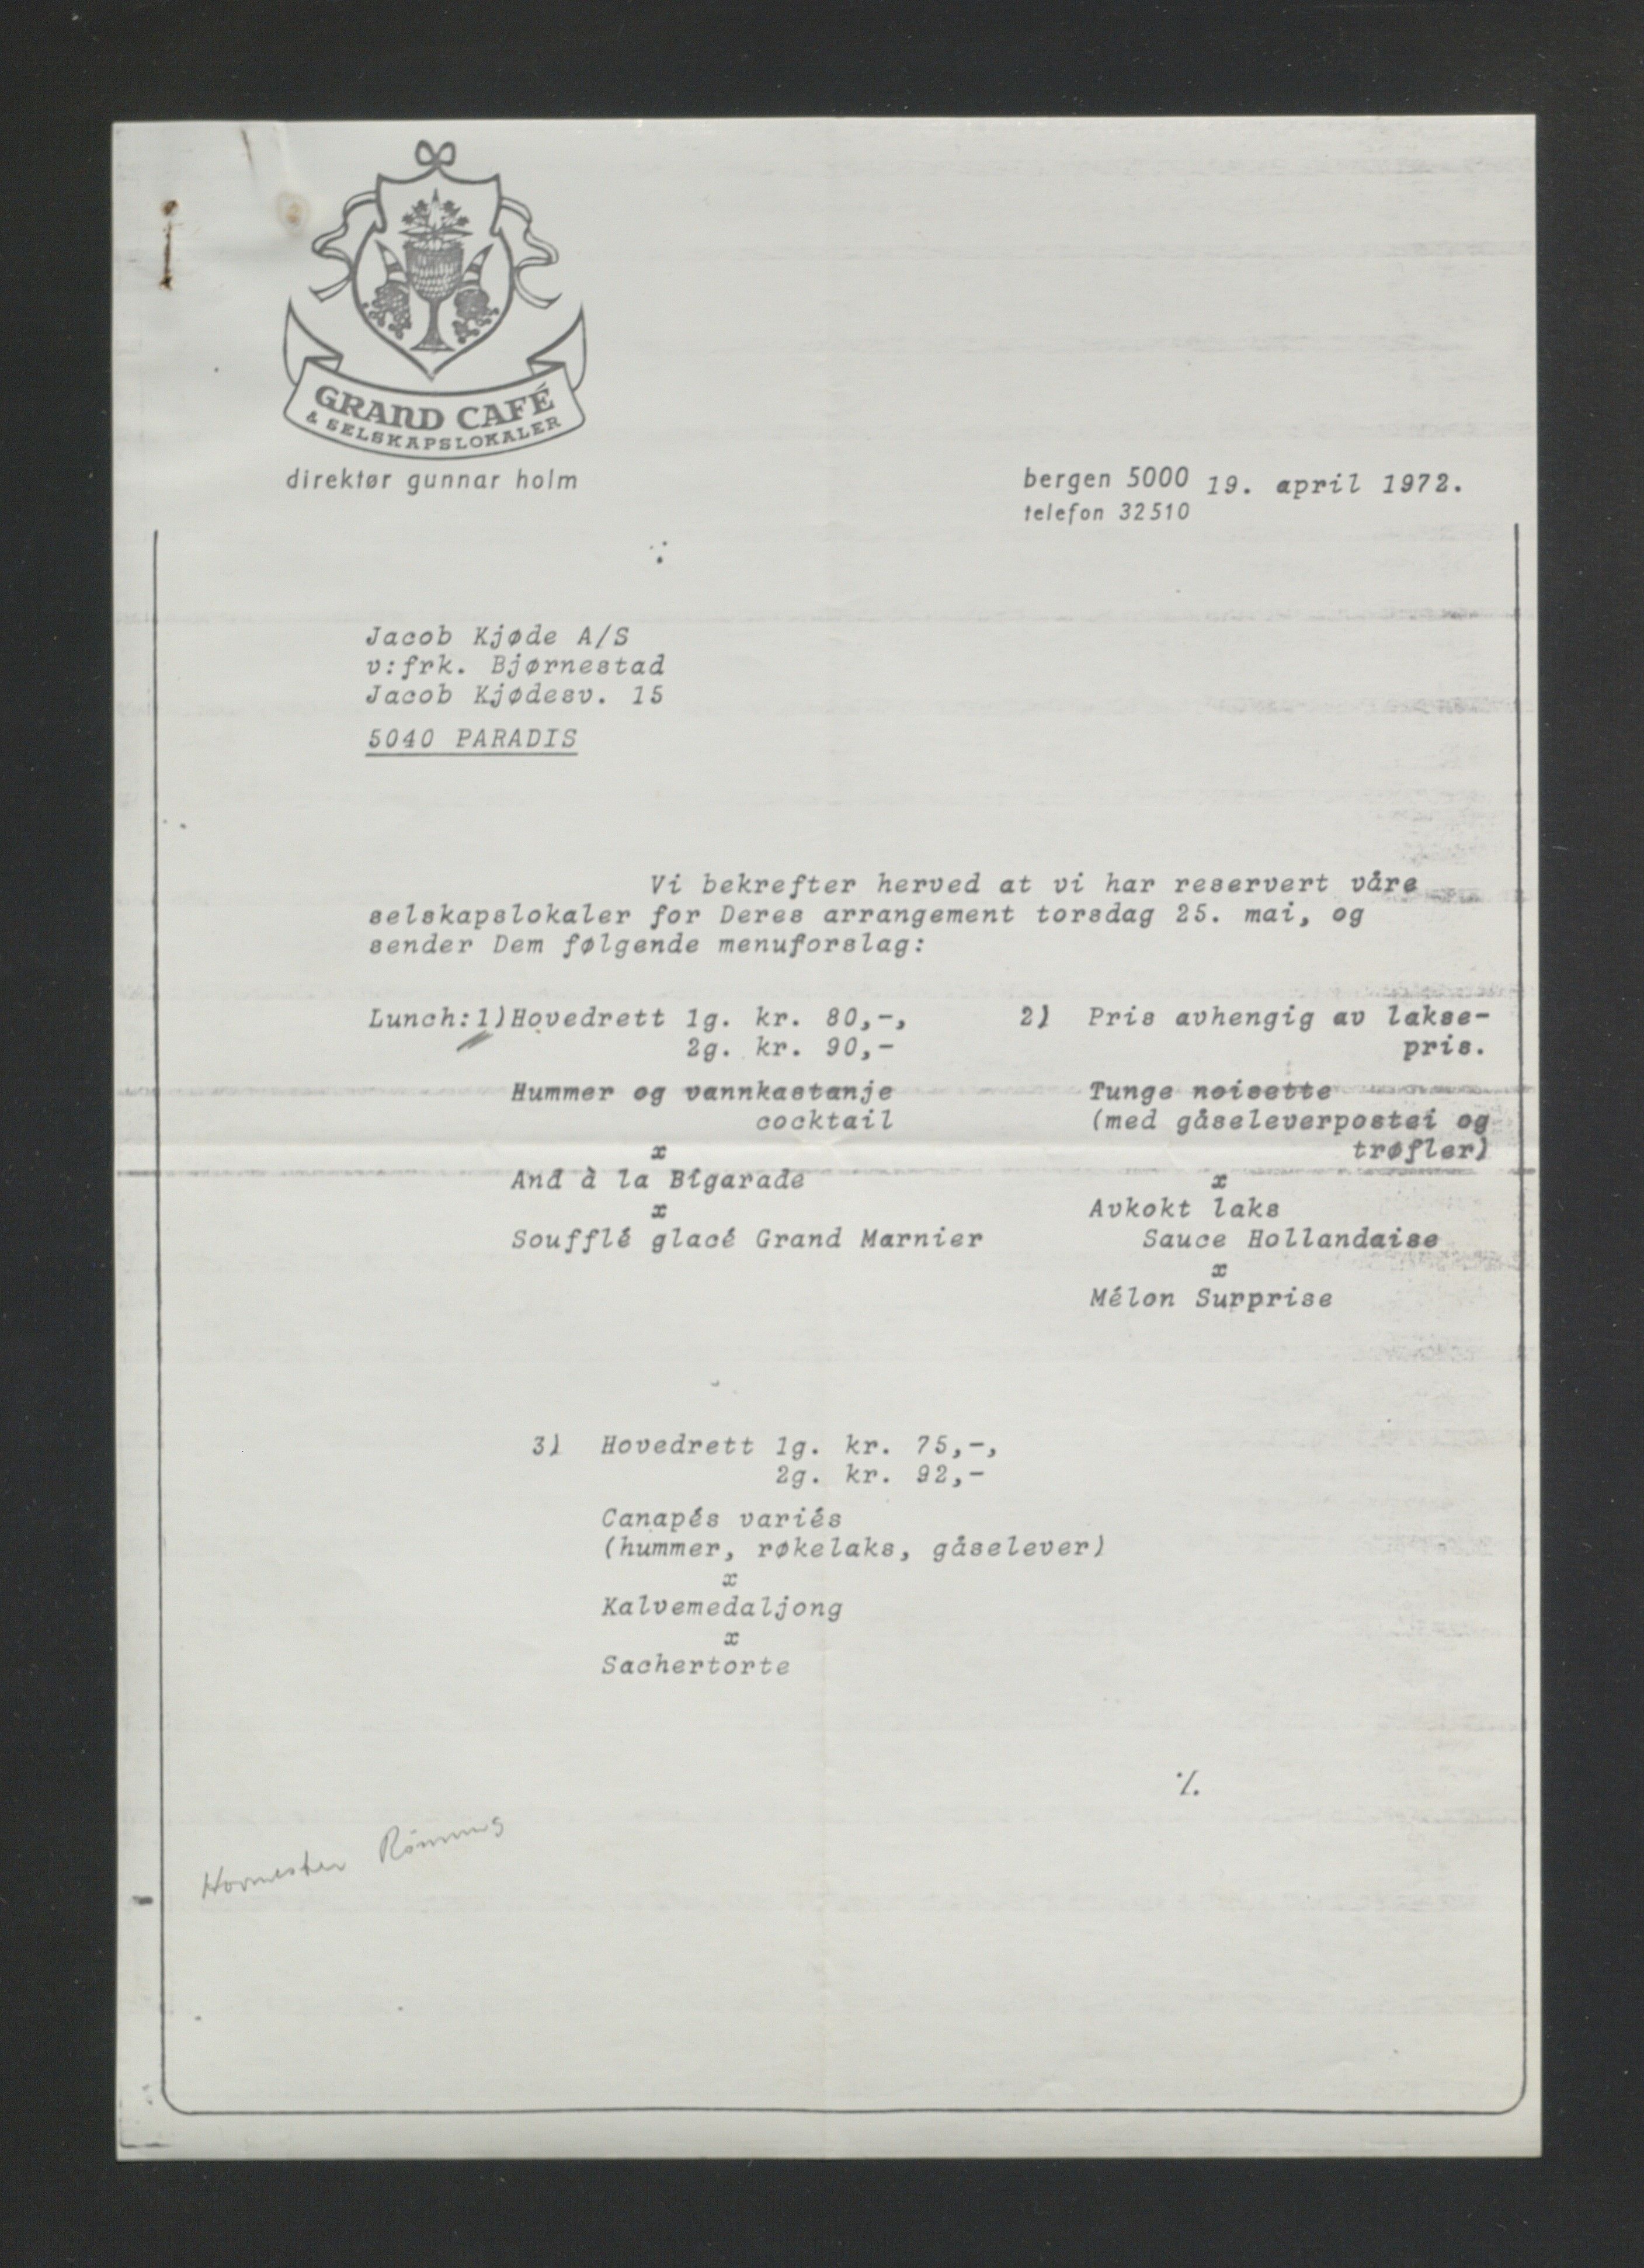 GRAND CAFÉ
& SELSKAPSLOKALER
direktør gunnar holm
bergen 5000 19. april 1972.
telefon 32510
Jacob Kjøde A/S
v:frk. Bjørnestad
Jacob Kjødesv. 15
5040 PARADIS
Vi bekrefter herved at vi har reservert våre
selskapslokaler for Deres arrangement torsdag 25. mai, og
sender Dem følgende menuforslag:
Lunch:1)Hovedrett 1g. kr. 80,-,
2g. kr. 90,-
Hummer og vannkastanje
cocktail
x
And à la Bigarade
x
Soufflé glacé Grand Marnier
2) Pris avhengig av lakse-
pris.
Tunge noisette
(med gåseleverpostei og
trøfler)
x
Avkokt laks
Sauce Hollandaise
x
Mélon Surprise
3) Hovedrett 1g. kr. 75,-,
2g. kr. 92,-
Canapés variés
(hummer, røkelaks, gåselever)
x
Kalvemedaljong
x
Sachertorte
./.